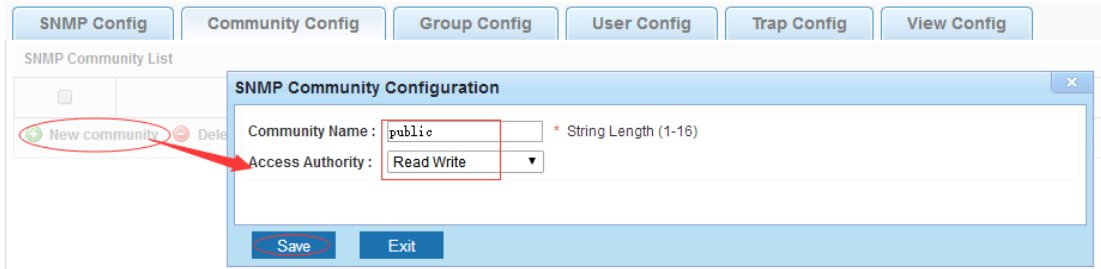 SNMP Config Community Config Group Config User Config Trap Config View Config
SNMP Community List
SNMP Community Configuration x
Community Name : public * String Length (1-16)
New community Dele
Access Authority : Read Write
Save Exit